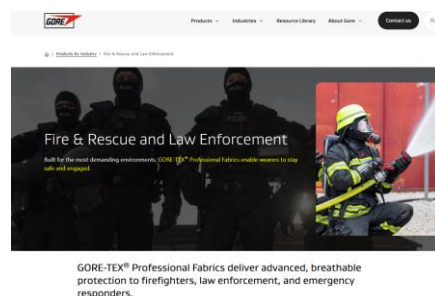 GORE
Products Industries Resource Library About Gore Contact us
/ Products By Industry / Fire & Rescue and Law Enforcement
Fire & Rescue and Law Enforcement
Built for the most demanding environments, GORE-TEX® Professional Fabrics enable wearers to stay
safe and engaged.
GORE-TEX® Professional Fabrics deliver advanced, breathable
protection to firefighters, law enforcement, and emergency
responders.